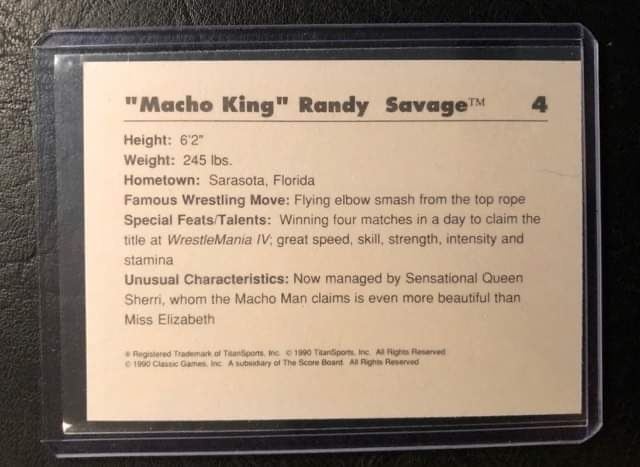 "Macho King" Randy Savage™ 4
Height: 6'2"
Weight: 245 lbs.
Hometown: Sarasota, Florida
Famous Wrestling Move: Flying elbow smash from the top rope
Special Feats/Talents: Winning four matches in a day to claim the
title at WrestleMania IV; great speed, skill, strength, intensity and
stamina
Unusual Characteristics: Now managed by Sensational Queen
Sherri, whom the Macho Man claims is even more beautiful than
Miss Elizabeth
® Registered Trademark of TitanSports, Inc. © 1990 TitanSports, Inc. All Rights Reserved
© 1990 Classic Games, Inc. A subsidiary of The Score Board. All Rights Reserved